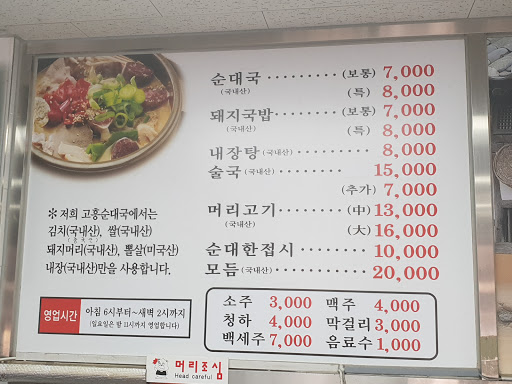 순대국 ········· (보통) 7,000
(국내산) (특) 8,000
돼지국밥 ······· (보통) 7,000
(국내산) (특) 8,000
내장탕 (국내산) ········· 8,000
술국 (국내산) ········ 15,000
(추가) 7,000
머리고기 ······· (中) 13,000
(국내산) (大) 16,000
순대한접시 ········ 10,000
모듬 (국내산) ········· 20,000
※ 저희 고흥순대국에서는
김치(국내산), 쌀(국내산)
돼지머리(국내산), 뽈살(미국산)
내장(국내산)만을 사용합니다.
영업시간 아침 6시부터~새벽 2시까지
(일요일은 밤 11시까지 영업합니다)
소주 3,000 맥주 4,000
청하 4,000 막걸리 3,000
백세주 7,000 음료수 1,000
머리조심
Head careful